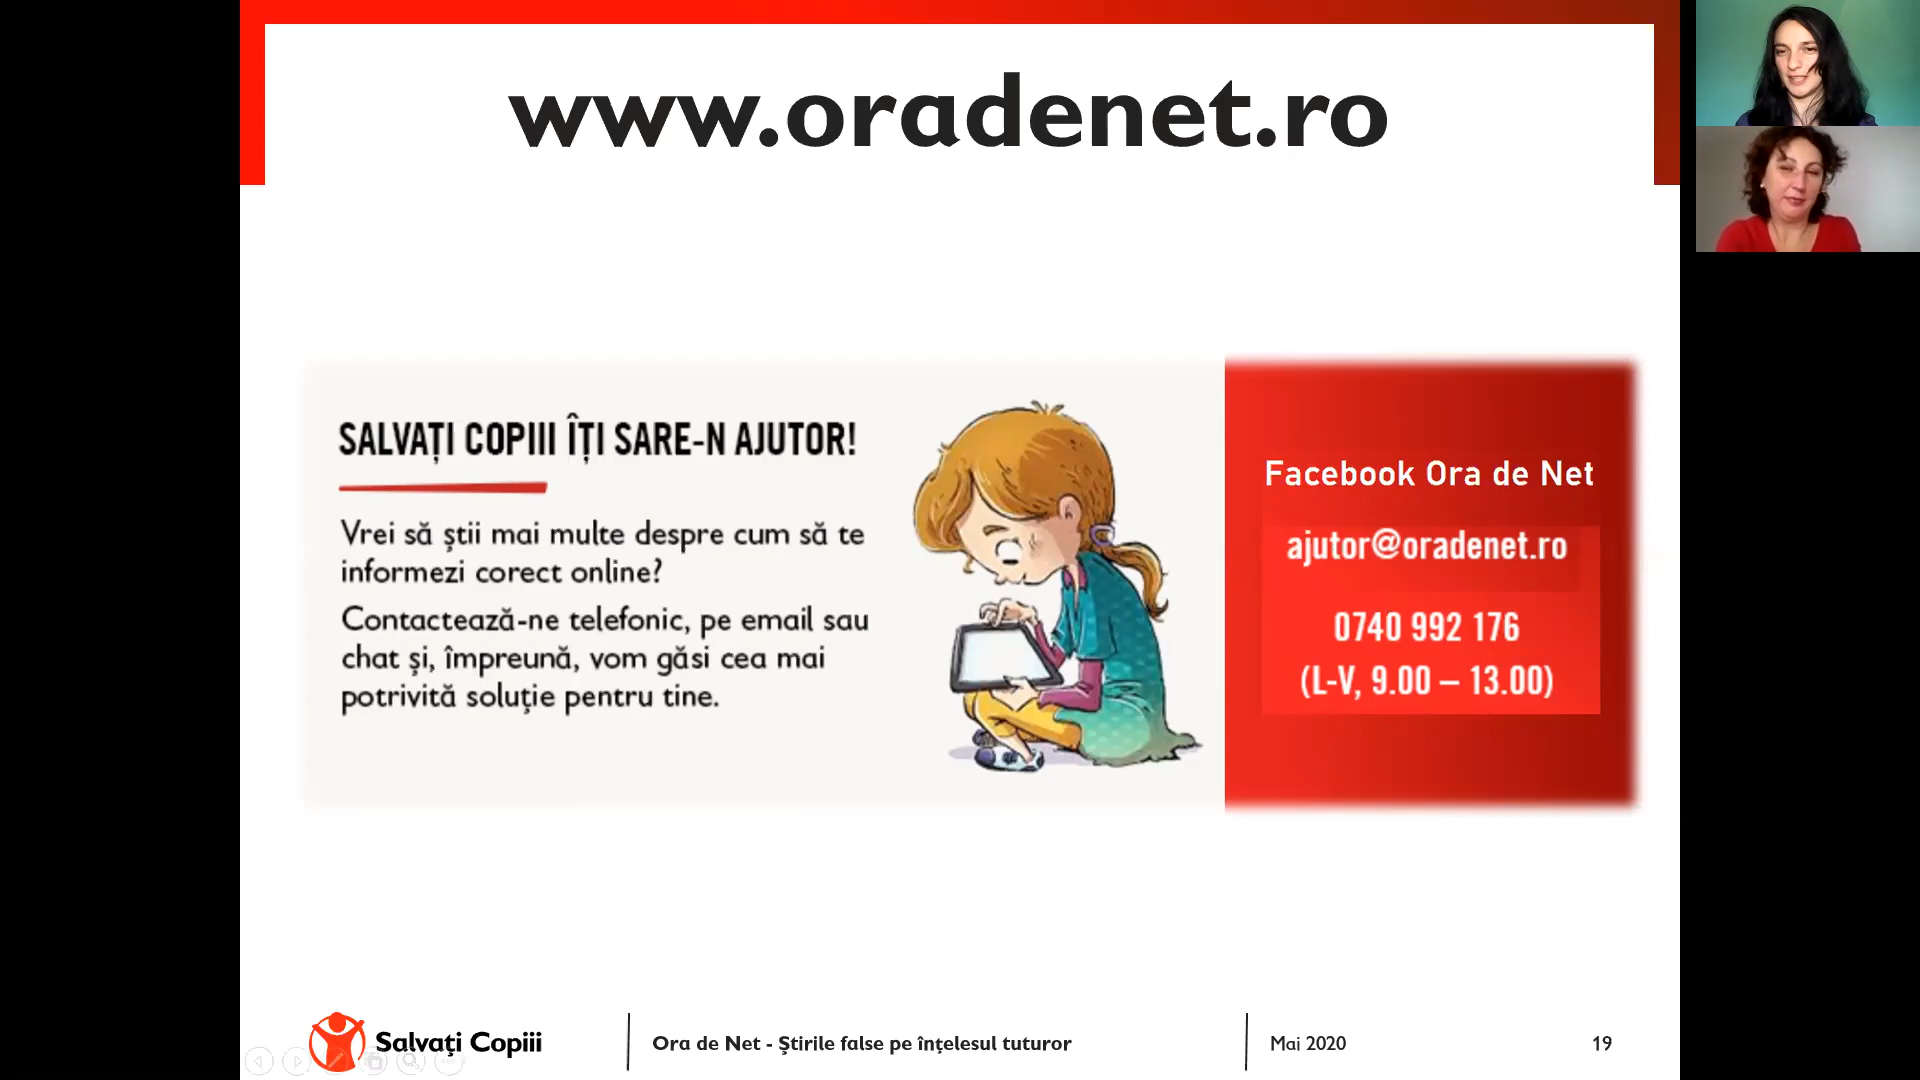 www.oradenet.ro
SALVAȚI COPIII ÎȚI SARE-N AJUTOR!
Vrei să știi mai multe despre cum să te
informezi corect online?
Contactează-ne telefonic, pe email sau
chat și, împreună, vom găsi cea mai
potrivită soluție pentru tine.
Facebook Ora de Net
ajutor@oradenet.ro
0740 992 176
(L-V, 9.00 – 13.00)
Salvaţi Copiii
Ora de Net - Ştirile false pe înţelesul tuturor
Mai 2020
19